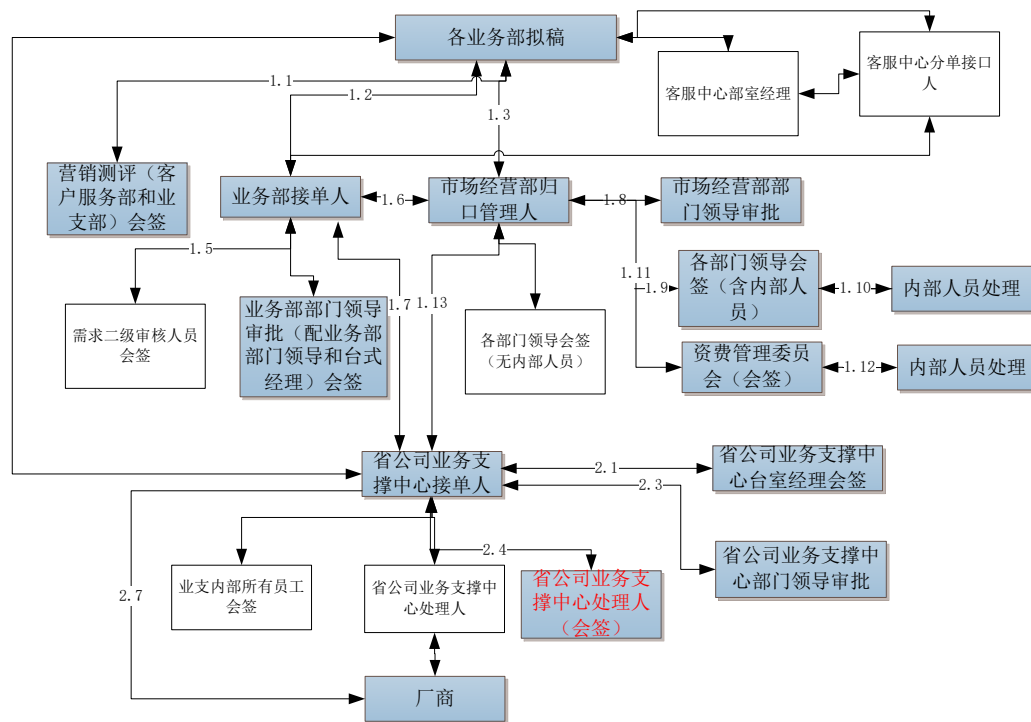 各业务部拟稿
客服中心部室经理
客服中心分单接口
人
1.1
1.2
1.3
营销测评（客
户服务部和业
支部）会签
业务部接单人
1.6
市场经营部归
口管理人
1.8
市场经营部部
门领导审批
1.5
1.7
1.13
1.11
1.9
各部门领导会
签（含内部人
员）
1.10
内部人员处理
需求二级审核人员
会签
业务部部门领导
审批（配业务部
部门领导和台式
经理）会签
各部门领导会签
（无内部人员）
资费管理委员
会（会签）
1.12
内部人员处理
省公司业务支
撑中心接单人
2.1
省公司业务支撑中
心台室经理会签
2.3
2.4
省公司业务支撑中
心部门领导审批
2.7
业支内部所有员工
会签
省公司业务支撑中
心处理人
省公司业务支
撑中心处理人
（会签）
厂商